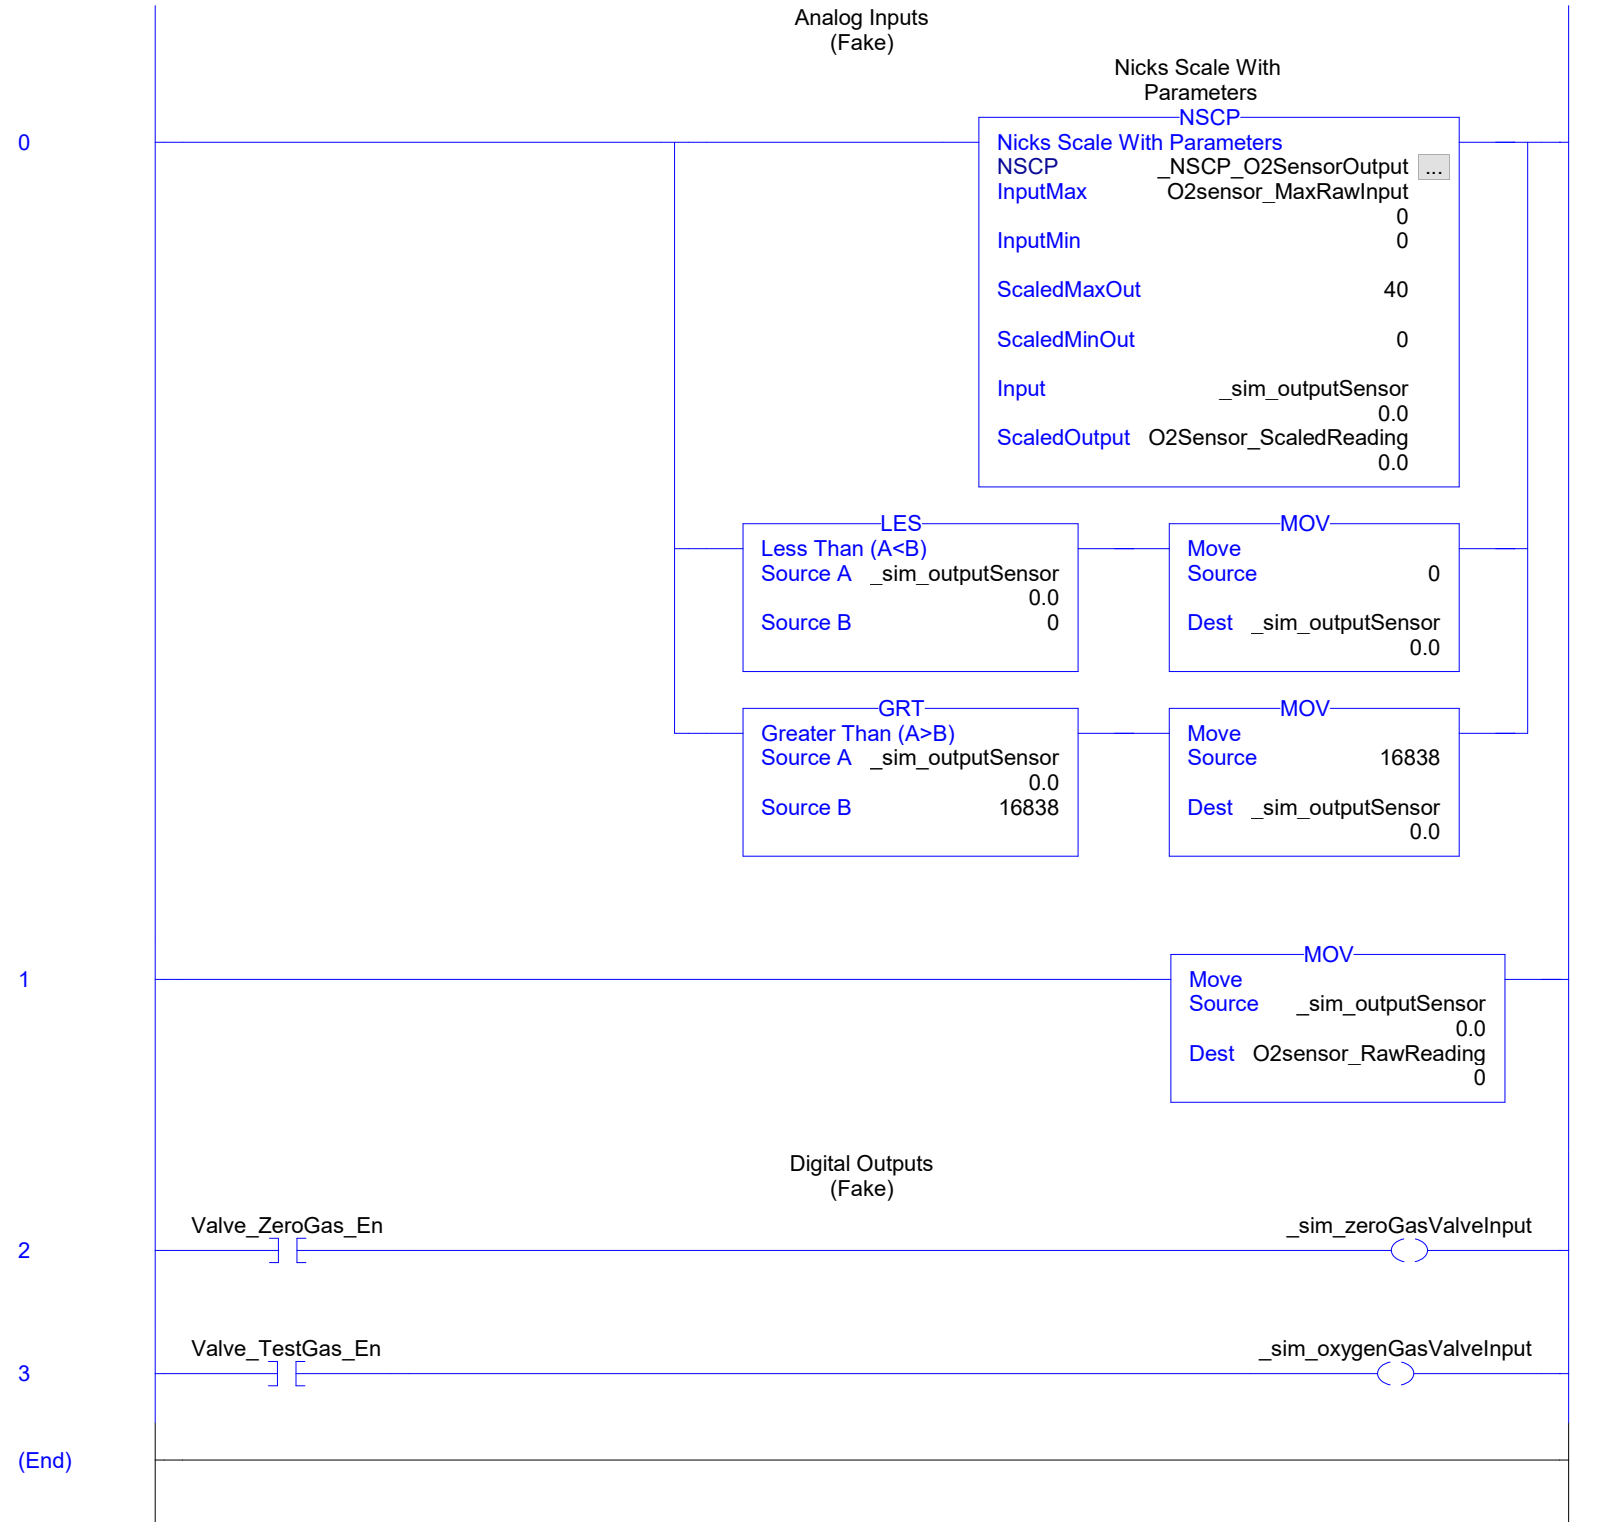 Analog Inputs
(Fake)
Nicks Scale With
Parameters
NSCP
0
Nicks Scale With Parameters
NSCP _NSCP_O2SensorOutput ...
InputMax O2sensor_MaxRawInput
0
InputMin 0
ScaledMaxOut 40
ScaledMinOut 0
Input _sim_outputSensor
0.0
ScaledOutput O2Sensor_ScaledReading
0.0
LES
Less Than (A<B)
Source A _sim_outputSensor
0.0
Source B 0
MOV
Move
Source 0
Dest _sim_outputSensor
0.0
GRT
Greater Than (A>B)
Source A _sim_outputSensor
0.0
Source B 16838
MOV
Move
Source 16838
Dest _sim_outputSensor
0.0
1
MOV
Move
Source _sim_outputSensor
0.0
Dest O2sensor_RawReading
0
Digital Outputs
(Fake)
2
Valve_ZeroGas_En
_sim_zeroGasValveInput
3
Valve_TestGas_En
_sim_oxygenGasValveInput
(End)